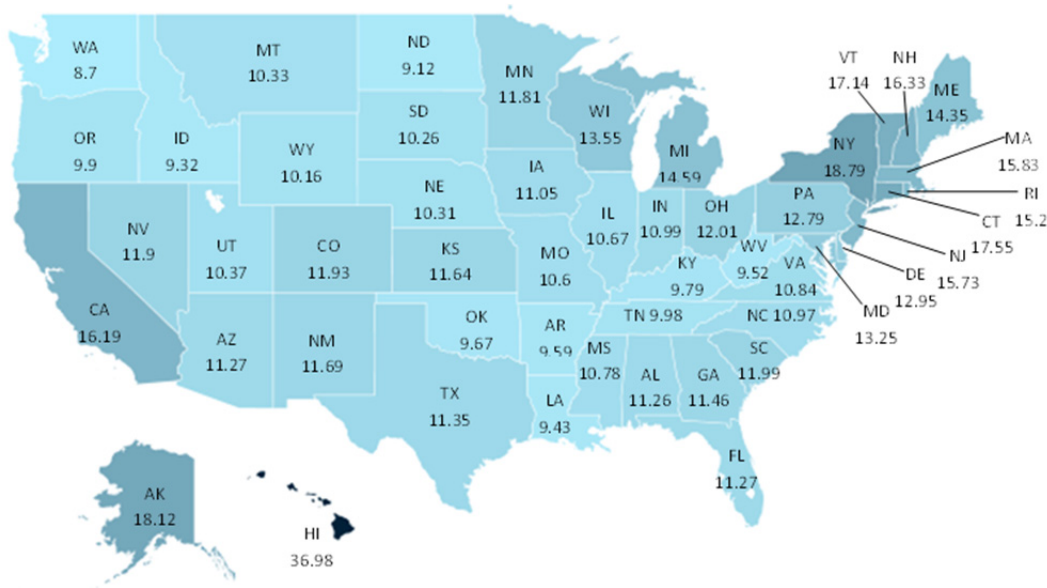 WA
8.7
MT
10.33
ND
9.12
MN
11.81
VT
17.14
NH
16.33
ME
14.35
OR
9.9
ID
9.32
WY
10.16
SD
10.26
WI
13.55
MI
14.59
NY
18.79
MA
15.83
RI
15.2
CT
17.55
NJ
15.73
DE
12.95
MD
13.25
NV
11.9
UT
10.37
CO
11.93
NE
10.31
KS
11.64
IA
11.05
MO
10.6
IL
10.67
IN
10.99
OH
12.01
PA
12.79
WV
9.52
VA
10.84
KY
9.79
CA
16.19
AZ
11.27
NM
11.69
OK
9.67
AR
9.59
TN 9.98
NC 10.97
SC
11.99
MS
10.78
AL
11.26
GA
11.46
TX
11.35
LA
9.43
FL
11.27
AK
18.12
HI
36.98